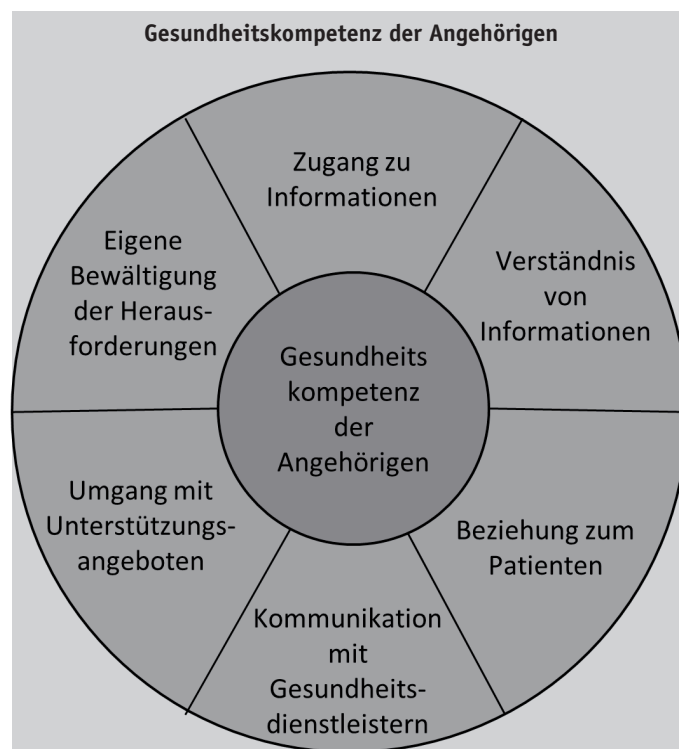 Gesundheitskompetenz der Angehörigen
Zugang zu
Informationen
Verständnis
von
Informationen
Beziehung zum
Patienten
Kommunikation
mit
Gesundheits-
dienstleistern
Umgang mit
Unterstützungs-
angeboten
Eigene
Bewältigung
der Heraus-
forderungen
Gesundheits
kompetenz
der
Angehörigen